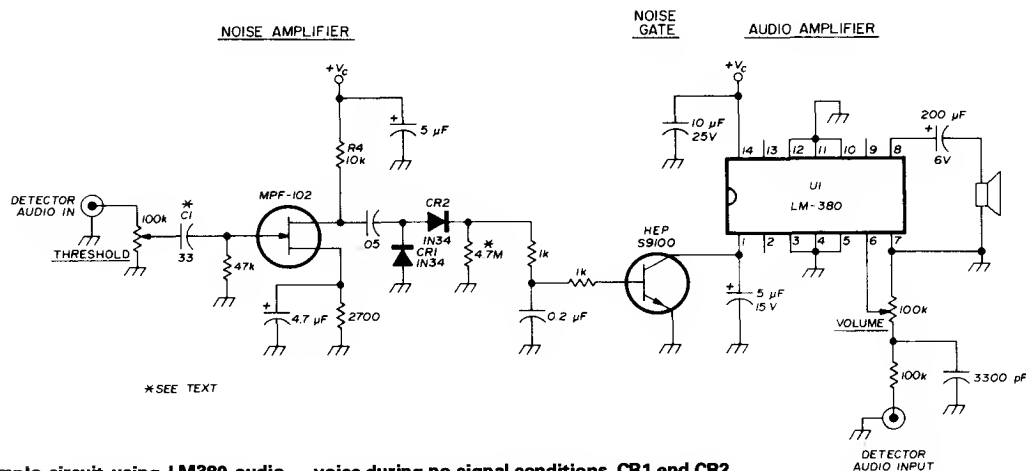 NOISE AMPLIFIER
NOISE GATE
AUDIO AMPLIFIER
+Vc
+Vc
5 µF
R4
10k
10 µF
25V
200 µF
6V
14 13 12 11 10 9 8
U1
LM-380
1 2 3 4 5 6 7
DETECTOR
AUDIO IN
100k
THRESHOLD
*
C1
33
47k
MPF-102
.05
CR2
1N34
CR1
1N34
*
4.7M
1k
1k
0.2 µF
4.7 µF
2700
HEP
S9100
5 µF
15 V
VOLUME
100k
100k
3300 pF
DETECTOR
AUDIO INPUT
*SEE TEXT
circuit using LM380 audio
voice during no signal conditions. CR1 and CR2